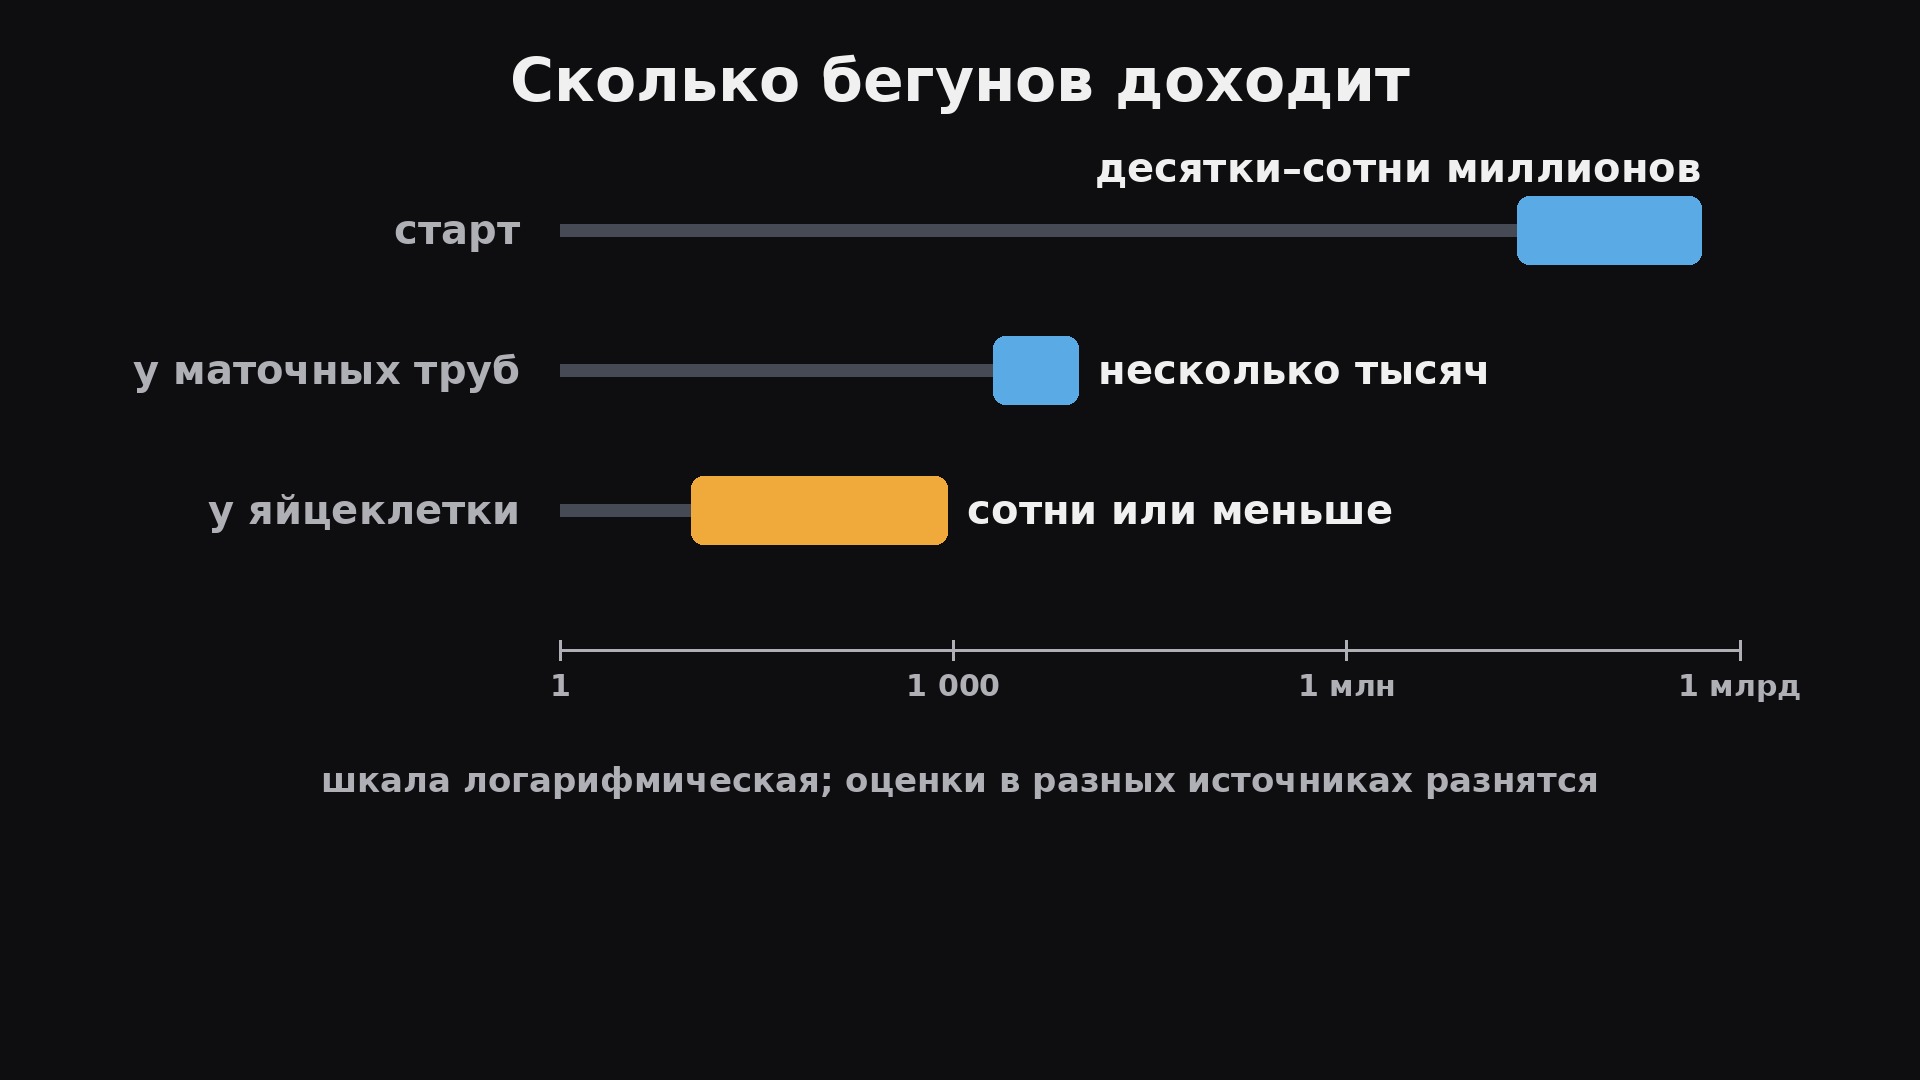 Сколько бегунов доходит
десятки–сотни миллионов
старт
у маточных труб
несколько тысяч
у яйцеклетки
сотни или меньше
1
1 000
1 млн
1 млрд
шкала логарифмическая; оценки в разных источниках разнятся